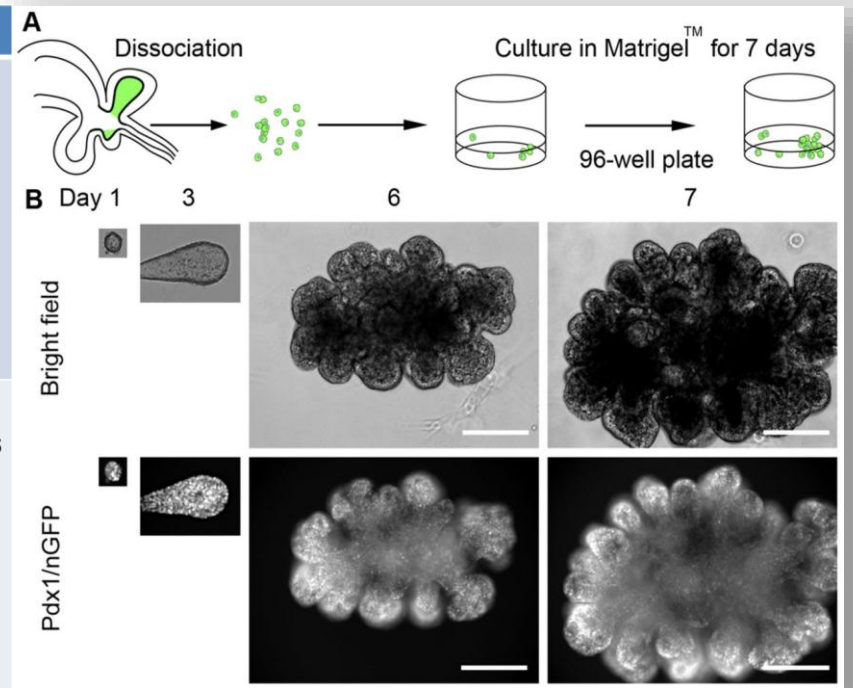 A
Dissociation
Culture in Matrigel™ for 7 days
96-well plate
B Day 1 3 6 7
Bright field
Pdx1/nGFP